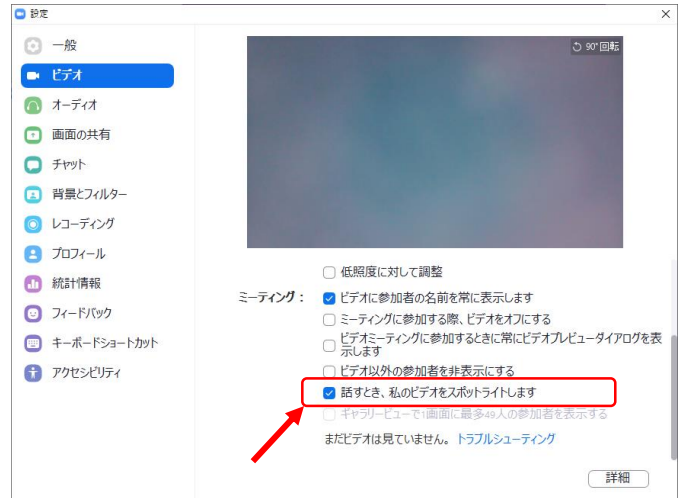 設定
一般
ビデオ
オーディオ
画面の共有
チャット
背景とフィルター
レコーディング
プロフィール
統計情報
フィードバック
キーボードショートカット
アクセシビリティ
90°回転
低照度に対して調整
ミーティング：
ビデオに参加者の名前を常に表示します
ミーティングに参加する際、ビデオをオフにする
ビデオミーティングに参加するときに常にビデオプレビューダイアログを表
示します
ビデオ以外の参加者を非表示にする
話すとき、私のビデオをスポットライトします
ギャラリービューで1画面に最多49人の参加者を表示する
まだビデオは見ていません。 トラブルシューティング
詳細